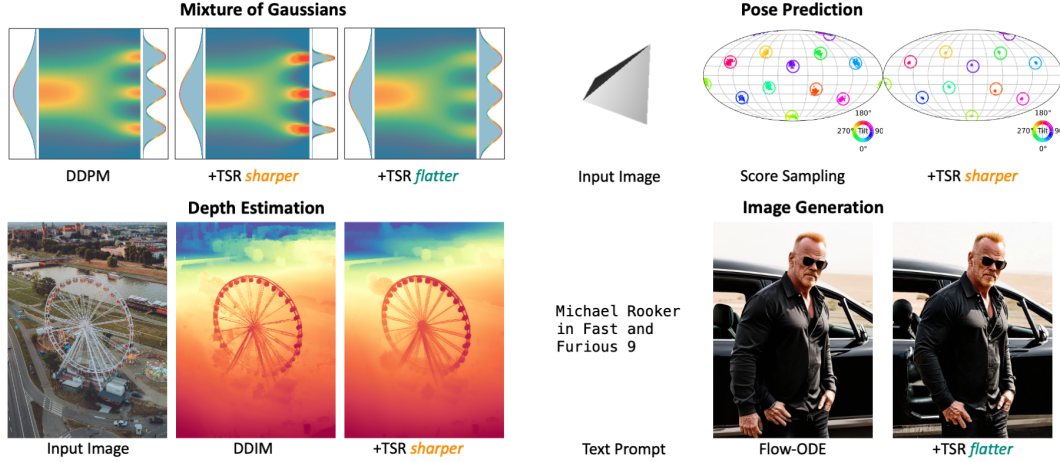 Mixture of Gaussians
DDPM
+TSR sharper
+TSR flatter
Pose Prediction
180°
270° Tilt 90
0°
180°
270° Tilt 90
0°
Input Image
Score Sampling
+TSR sharper
Depth Estimation
Input Image
DDIM
+TSR sharper
Image Generation
Michael Rooker
in Fast and
Furious 9
Text Prompt
Flow-ODE
+TSR flatter